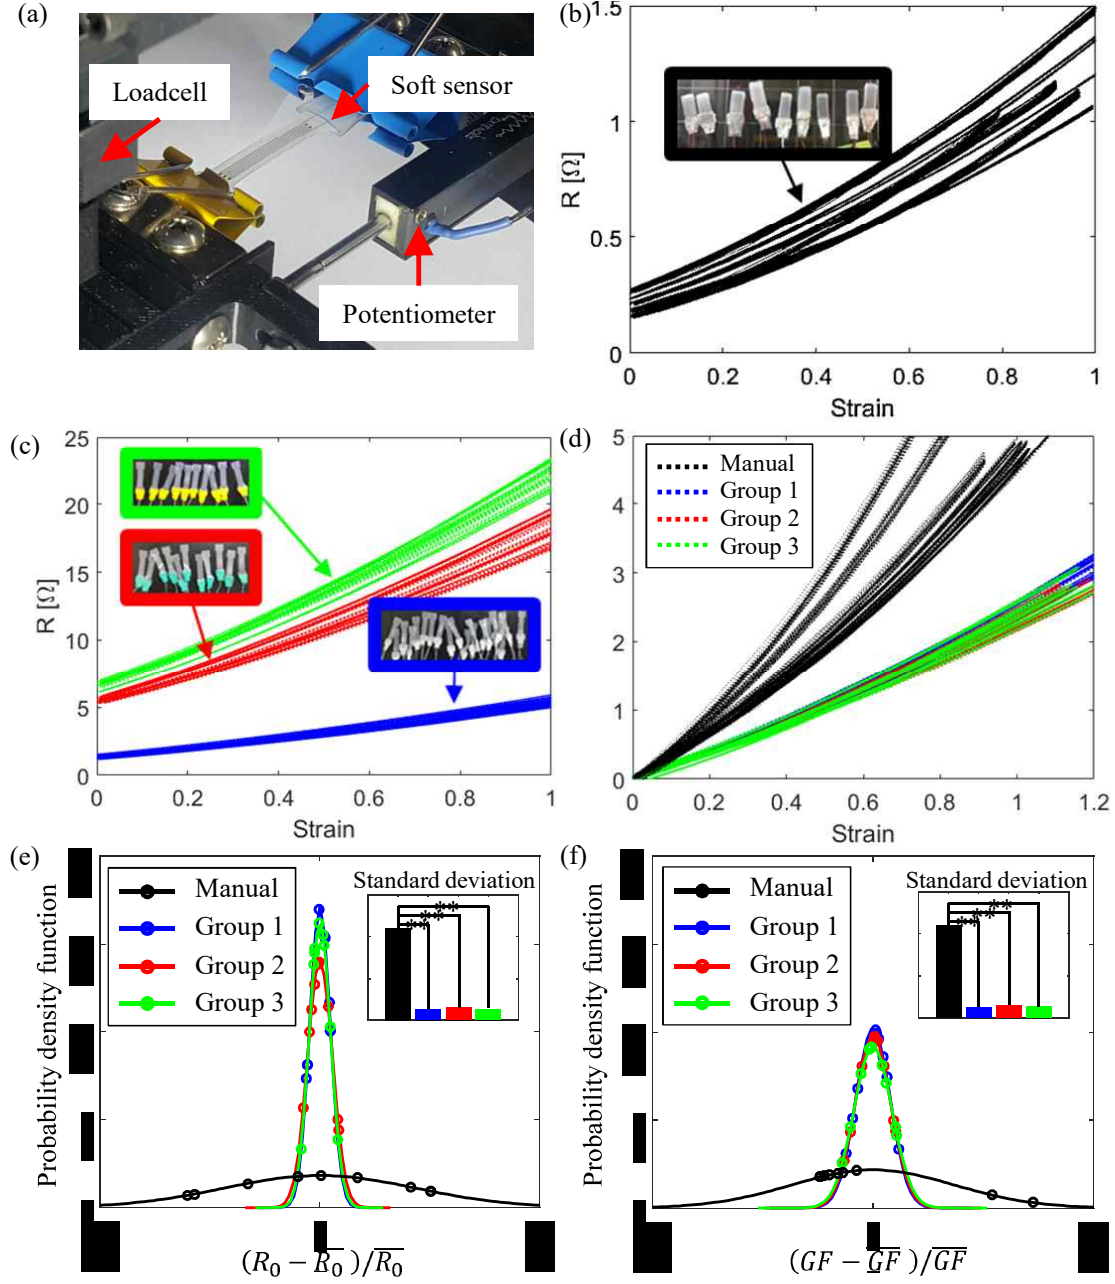 (a)
Loadcell
Soft sensor
Potentiometer
(b)
R [Ω]
1.5
1
0.5
0
0 0.2 0.4 0.6 0.8 1
Strain
(c)
R [Ω]
25
20
15
10
5
0
0 0.2 0.4 0.6 0.8 1
Strain
(d)
Manual
Group 1
Group 2
Group 3
5
4
3
2
1
0
0 0.2 0.4 0.6 0.8 1 1.2
Strain
(e)
Probability density function
Manual
Group 1
Group 2
Group 3
Standard deviation
**
**
**
(R₀ − R̅₀)/R̅₀
(f)
Probability density function
Manual
Group 1
Group 2
Group 3
Standard deviation
**
**
**
(GF − G̅F̅)/G̅F̅